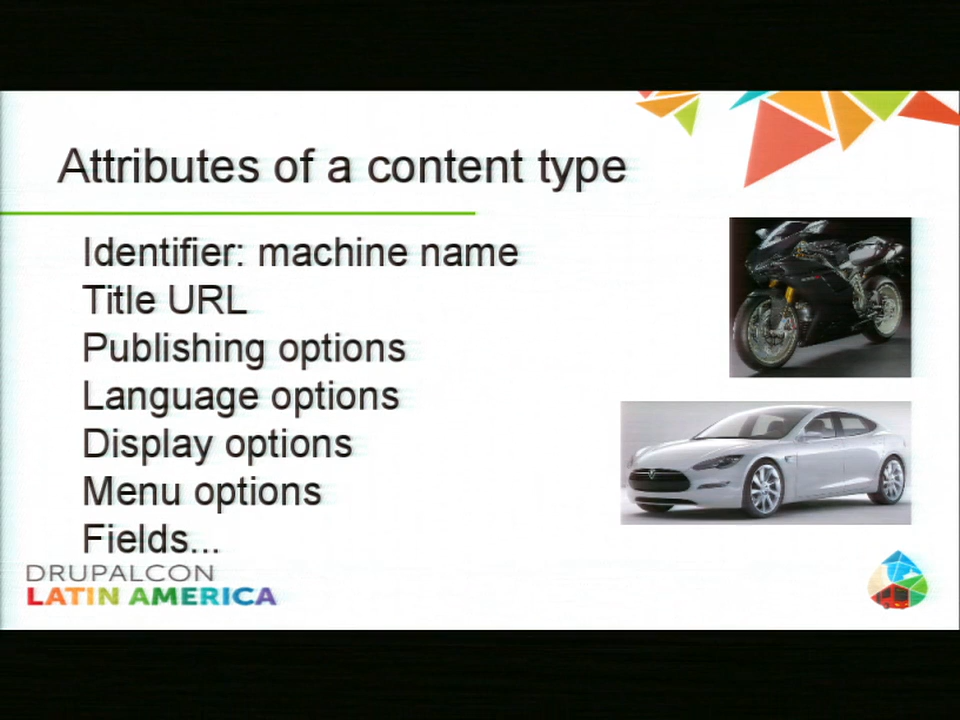 Attributes of a content type
Identifier: machine name
Title URL
Publishing options
Language options
Display options
Menu options
Fields...
DRUPALCON
LATIN AMERICA